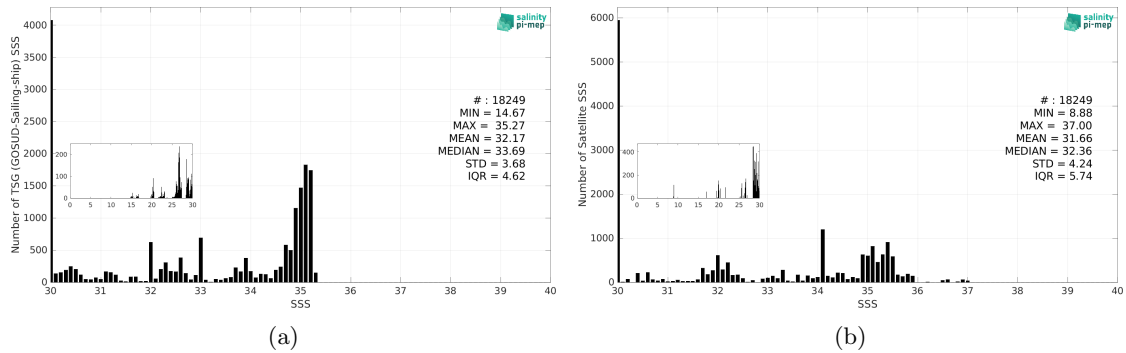 4000
3500
3000
2500
2000
1500
1000
500
0
Number of TSG (GOSUD-Sailing-ship) SSS
salinity
pi-mep
# : 18249
MIN = 14.67
MAX = 35.27
MEAN = 32.17
MEDIAN = 33.69
STD = 3.68
IQR = 4.62
200
100
0
0 5 10 15 20 25 30
30 31 32 33 34 35 36 37 38 39 40
SSS
(a)
6000
5000
4000
3000
2000
1000
0
Number of Satellite SSS
salinity
pi-mep
# : 18249
MIN = 8.88
MAX = 37.00
MEAN = 31.66
MEDIAN = 32.36
STD = 4.24
IQR = 5.74
400
200
0
0 5 10 15 20 25 30
30 31 32 33 34 35 36 37 38 39 40
SSS
(b)